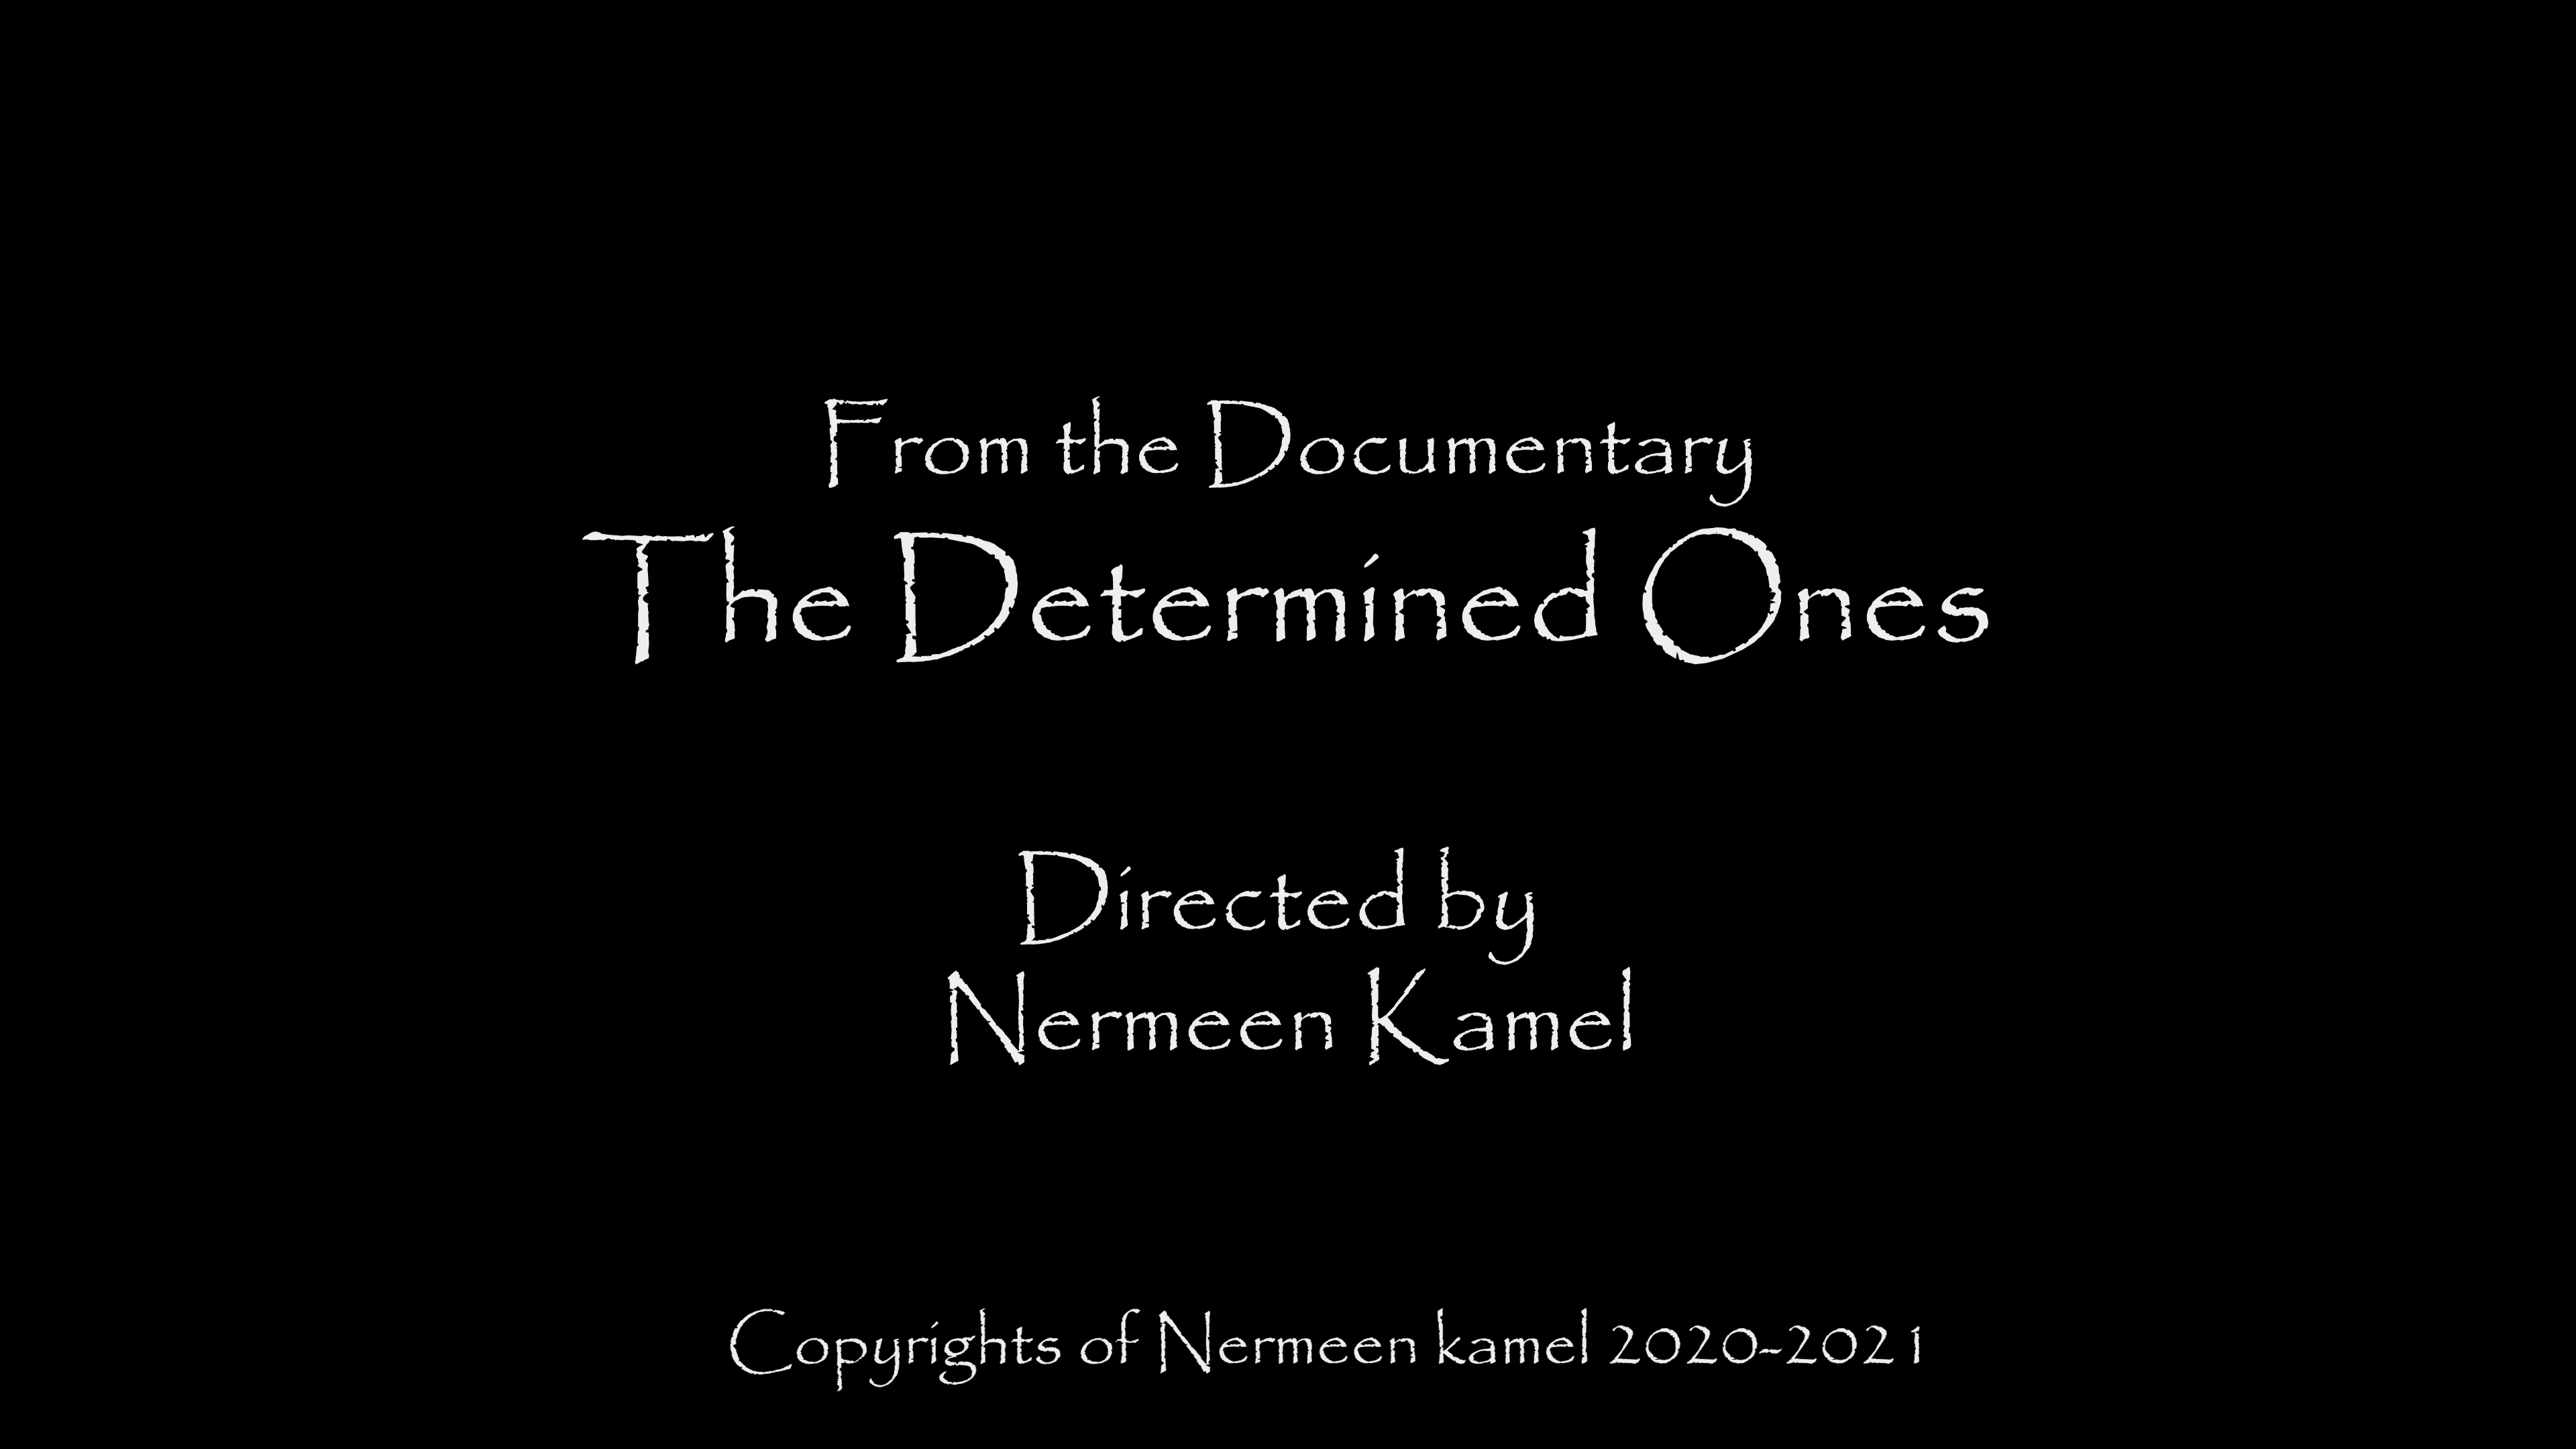 From the Documentary
The Determined Ones
Directed by
Nermeen Kamel
Copyrights of Nermeen kamel 2020-2021